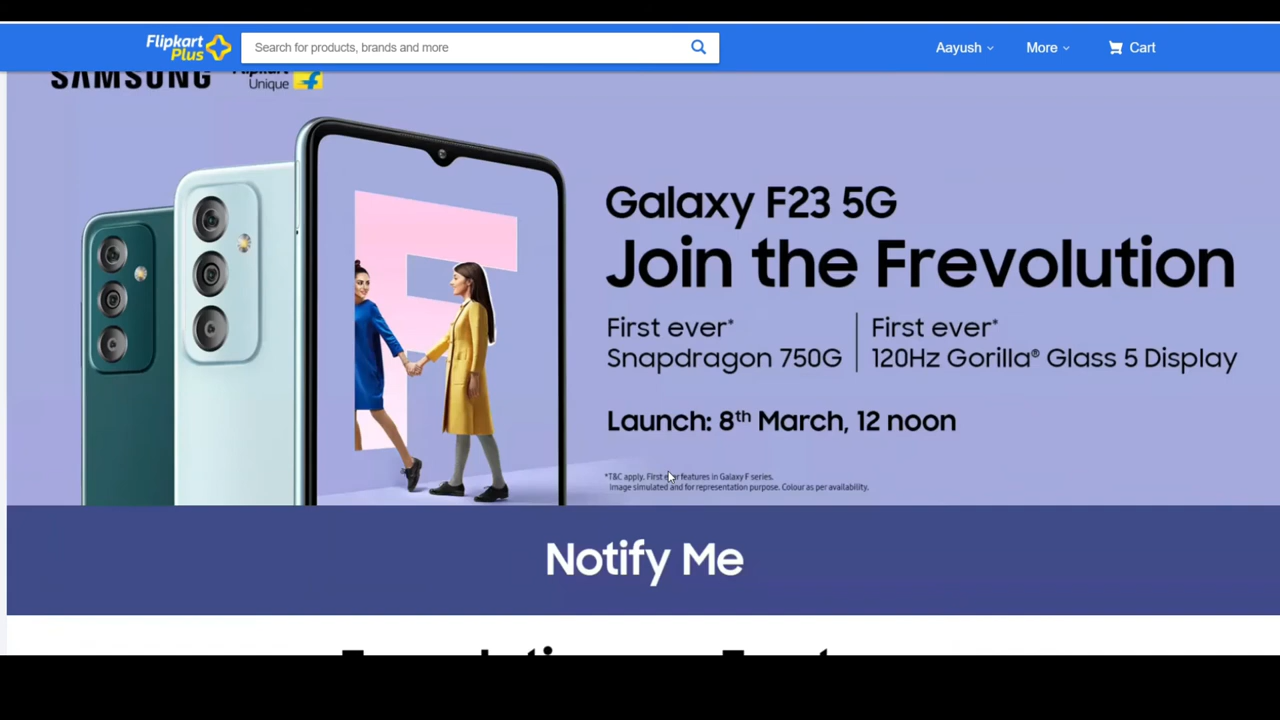 Flipkart
Plus
Search for products, brands and more
Aayush
More
Cart
SAMSUNG
Flipkart
Unique
Galaxy F23 5G
Join the Frevolution
First ever*
Snapdragon 750G
First ever*
120Hz Gorilla® Glass 5 Display
Launch: 8th March, 12 noon
*T&C apply. First ever features in Galaxy F series.
Image simulated and for representation purpose. Colour as per availability.
Notify Me